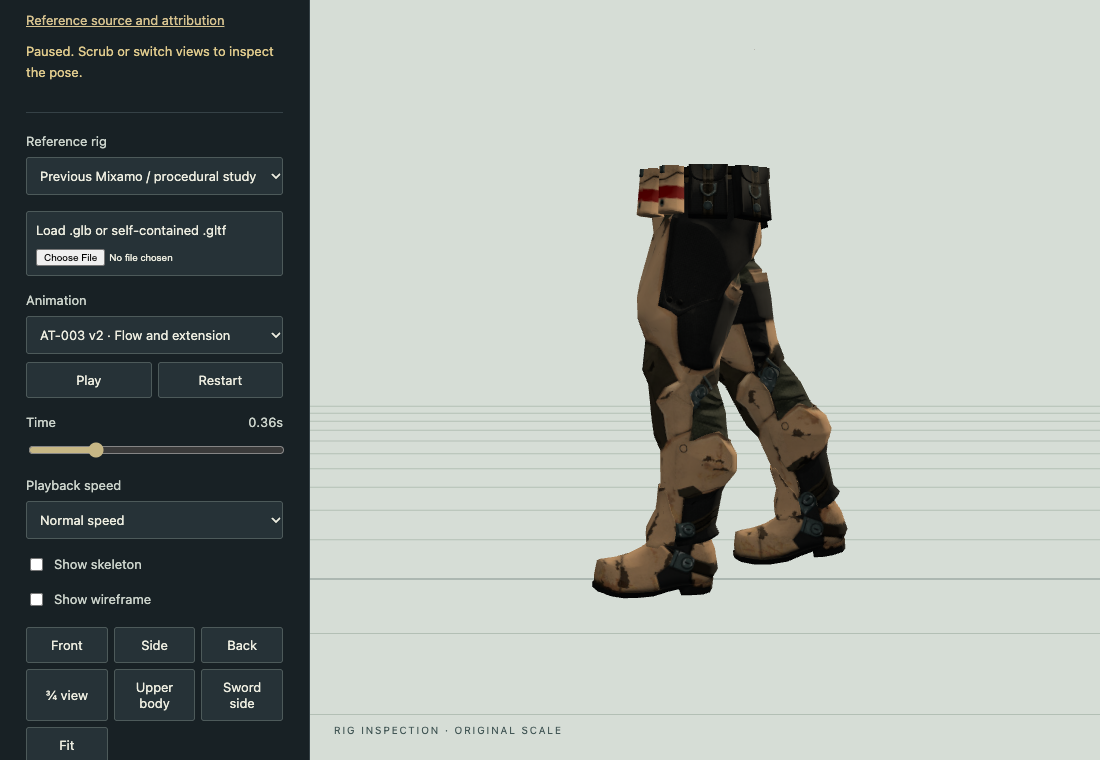 Reference source and attribution
Paused. Scrub or switch views to inspect
the pose.
Reference rig
Previous Mixamo / procedural study
Load .glb or self-contained .gltf
Choose File No file chosen
Animation
AT-003 v2 · Flow and extension
Play
Restart
Time
0.36s
Playback speed
Normal speed
Show skeleton
Show wireframe
Front
Side
Back
¾ view
Upper
body
Sword
side
Fit
RIG INSPECTION · ORIGINAL SCALE